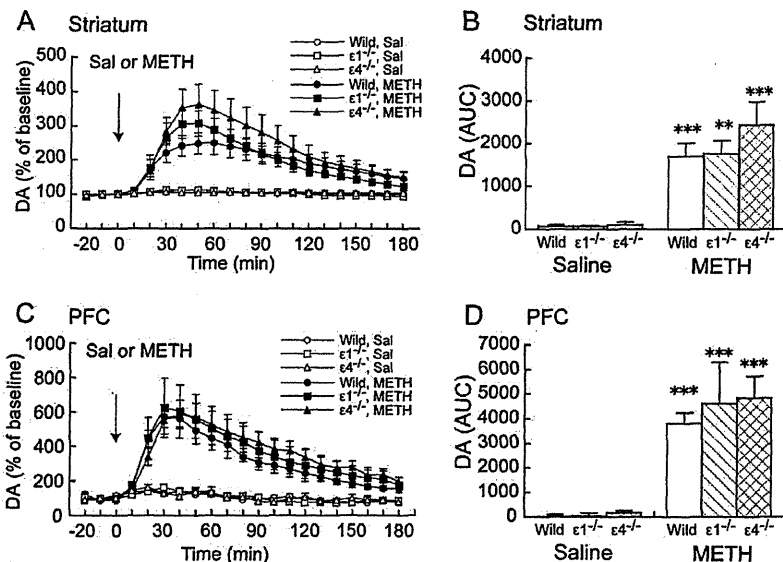 A Striatum
Sal or METH
Wild, Sal
ε1-/-, Sal
ε4-/-, Sal
Wild, METH
ε1-/-, METH
ε4-/-, METH
DA (% of baseline)
500
400
300
200
100
0
-20 0 30 60 90 120 150 180
Time (min)
B Striatum
DA (AUC)
4000
3000
2000
1000
0
*** ** ***
Wild ε1-/- ε4-/- Wild ε1-/- ε4-/-
Saline METH
C PFC
Sal or METH
Wild, Sal
ε1-/-, Sal
ε4-/-, Sal
Wild, METH
ε1-/-, METH
ε4-/-, METH
DA (% of baseline)
1000
800
600
400
200
0
-20 0 30 60 90 120 150 180
Time (min)
D PFC
DA (AUC)
7000
6000
5000
4000
3000
2000
1000
0
*** *** ***
Wild ε1-/- ε4-/- Wild ε1-/- ε4-/-
Saline METH